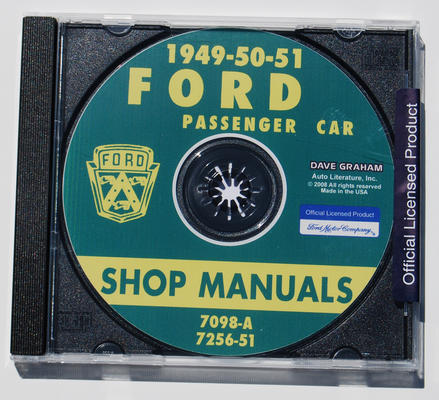 1949-50-51
FORD
PASSENGER CAR
FORD
DAVE GRAHAM
Auto Literature, Inc.
© 2008 All rights reserved
Made in the USA
Official Licensed Product
Ford Motor Company
Official Licensed Product
SHOP MANUALS
7098-A
7256-51